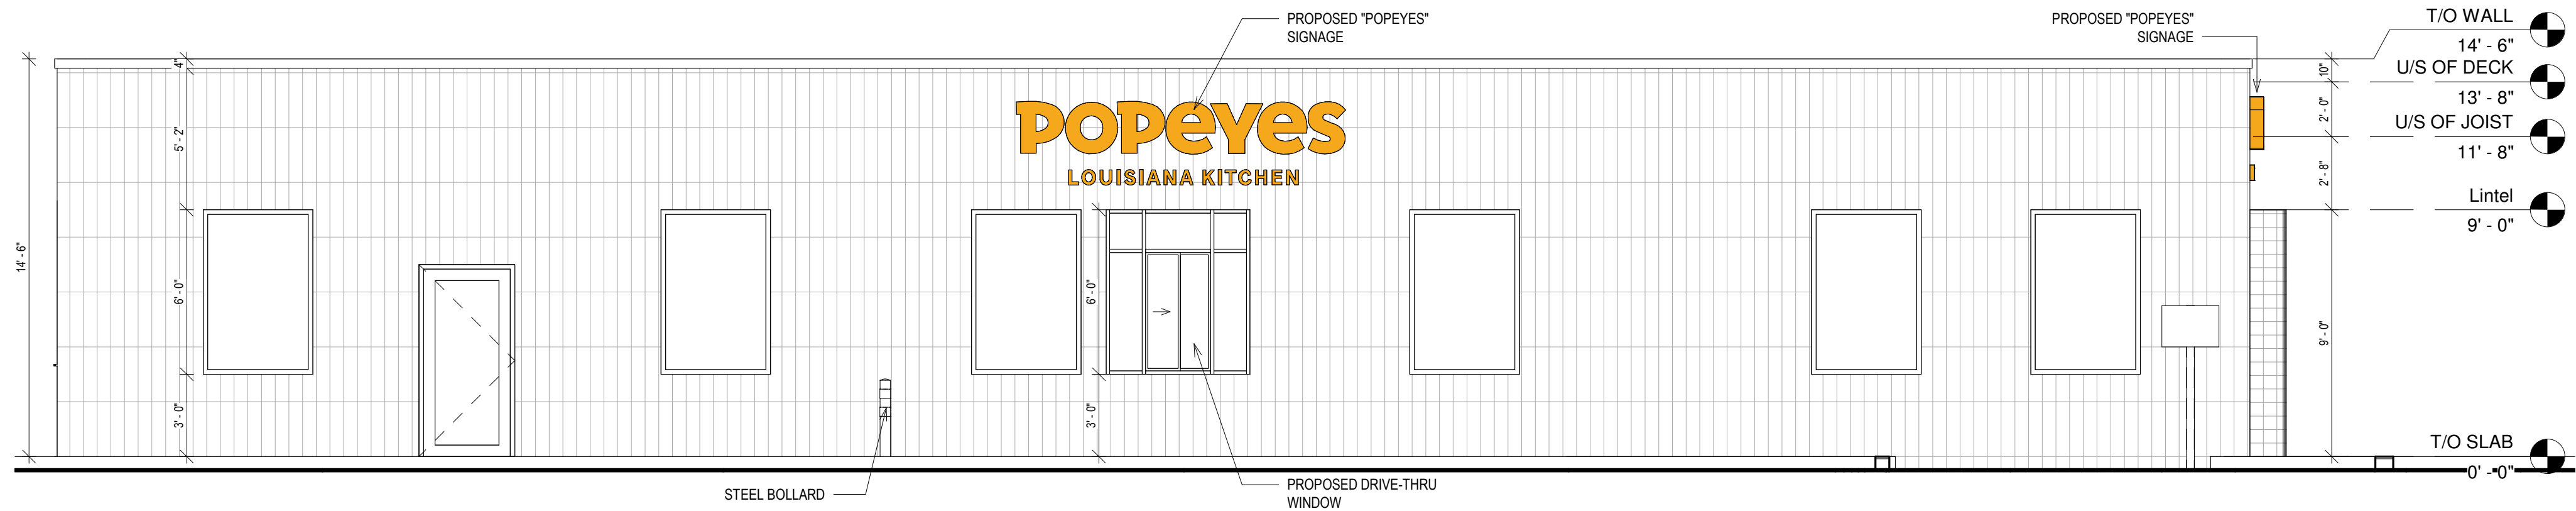 PROPOSED "POPEYES"
SIGNAGE
PROPOSED "POPEYES"
SIGNAGE
T/O WALL
14' - 6"
U/S OF DECK
13' - 8"
U/S OF JOIST
11' - 8"
Lintel
9' - 0"
T/O SLAB
0' - 0"
4"
5' - 2"
6' - 0"
3' - 0"
14' - 6"
POPEYES
LOUISIANA KITCHEN
6' - 0"
3' - 0"
10"
2' - 0"
2' - 8"
9' - 0"
STEEL BOLLARD
PROPOSED DRIVE-THRU
WINDOW